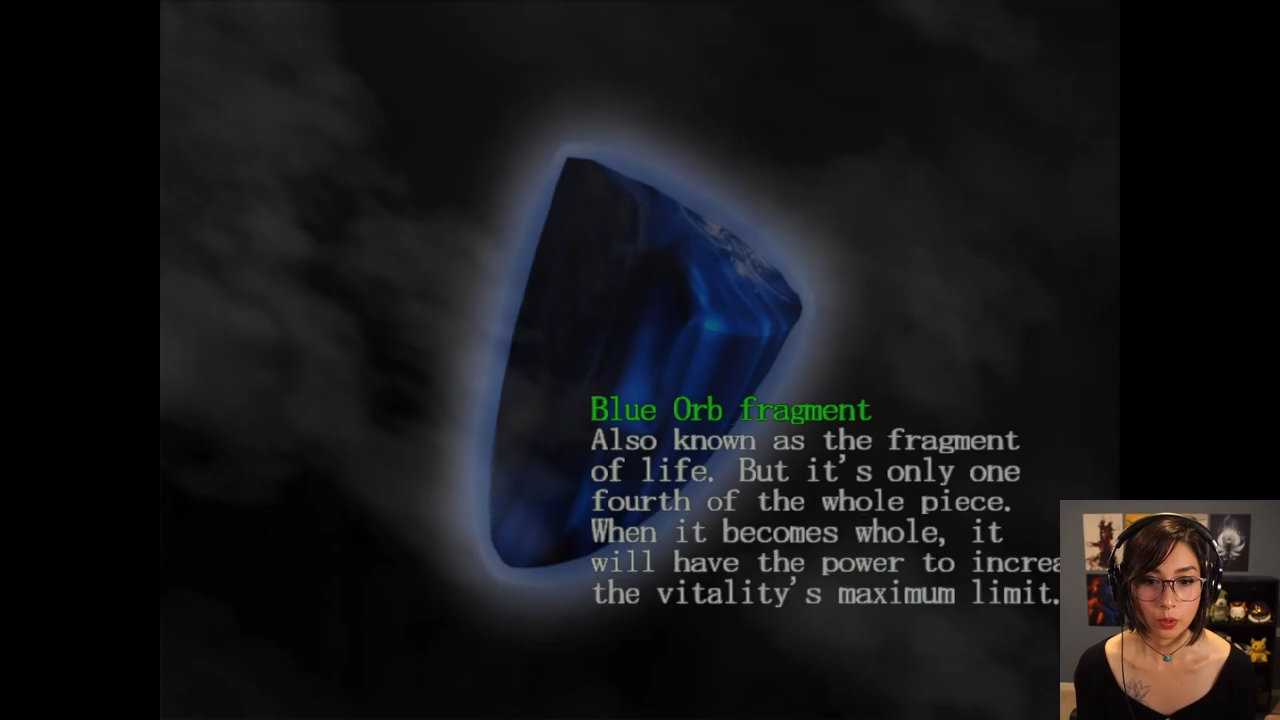 Blue Orb fragment
Also known as the fragment
of life. But it's only one
fourth of the whole piece.
When it becomes whole, it
will have the power to increa
the vitality's maximum limit.